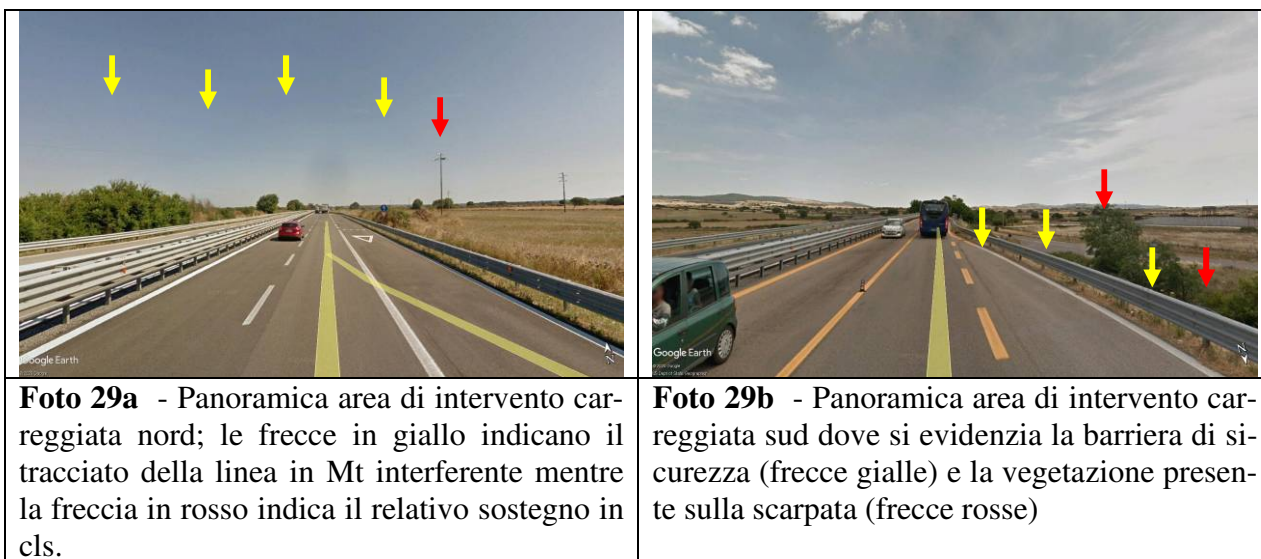 Google Earth
Google Earth
Foto 29a - Panoramica area di intervento car-
reggiata nord; le frecce in giallo indicano il
tracciato della linea in Mt interferente mentre
la freccia in rosso indica il relativo sostegno in
cls.
Foto 29b - Panoramica area di intervento car-
reggiata sud dove si evidenzia la barriera di si-
curezza (frecce gialle) e la vegetazione presen-
te sulla scarpata (frecce rosse)